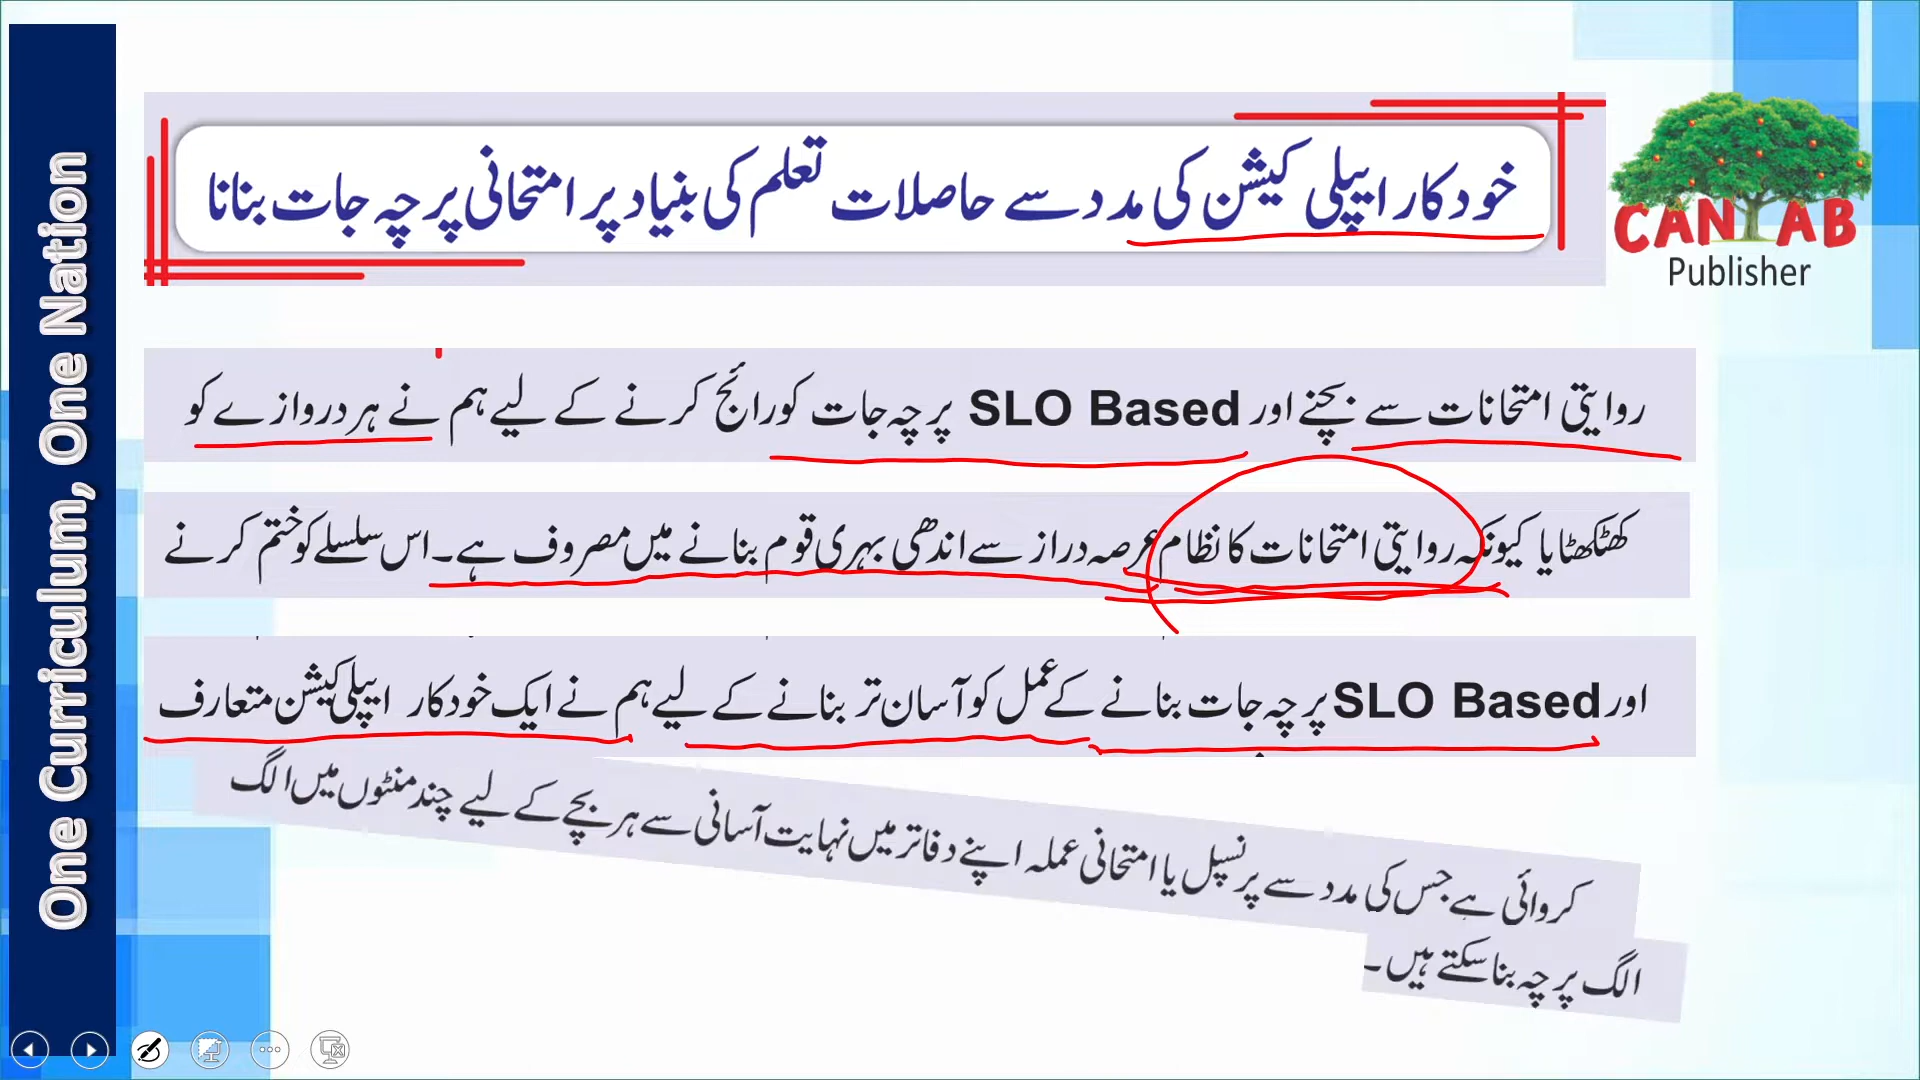 One Curriculum, One Nation
خودکار ایپلی کیشن کی مدد سے حاصلات تعلم کی بنیاد پر امتحانی پرچہ جات بنانا
CANTAB
Publisher
روایتی امتحانات سے بچنے اور SLO Based پرچہ جات کو رائج کرنے کے لیے ہم نے ہر دروازے کو
کھٹکھٹایا کیونکہ روایتی امتحانات کا نظام عرصہ دراز سے اندھی بہری قوم بنانے میں مصروف ہے۔ اس سلسلے کو ختم کرنے
اور SLO Based پرچہ جات بنانے کے عمل کو آسان تر بنانے کے لیے ہم نے ایک خودکار ایپلی کیشن متعارف
کروائی ہے جس کی مدد سے پرنسپل یا امتحانی عملہ اپنے دفاتر میں نہایت آسانی سے ہر بچے کے لیے چند منٹوں میں الگ
الگ پرچہ بنا سکتے ہیں۔